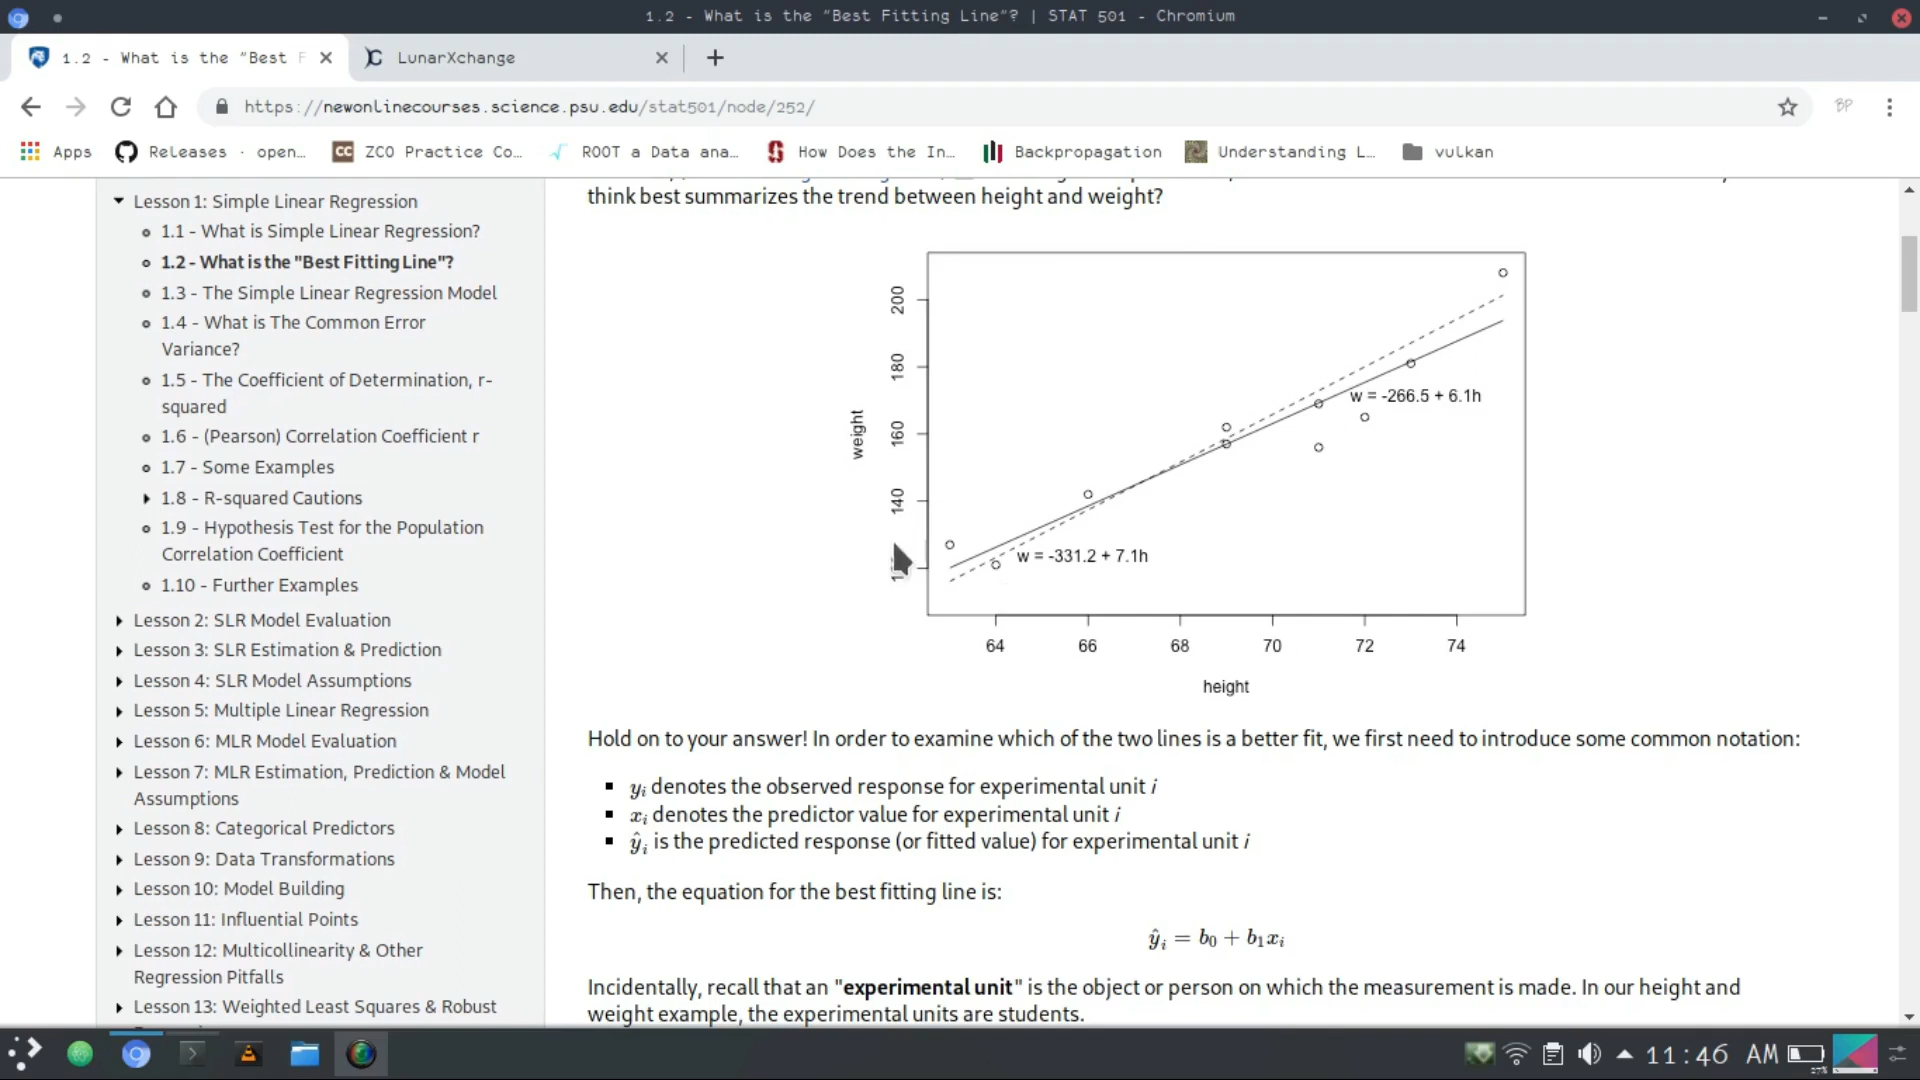 1.2 - What is the "Best Fitting Line"? | STAT 501 - Chromium
1.2 - What is the "Best F
LunarXchange
https://newonlinecourses.science.psu.edu/stat501/node/252/
BP
Apps
Releases · open…
CC ZCO Practice Co…
ROOT a Data ana…
How Does the In…
Backpropagation
Understanding L…
vulkan
Lesson 1: Simple Linear Regression
1.1 - What is Simple Linear Regression?
1.2 - What is the "Best Fitting Line"?
1.3 - The Simple Linear Regression Model
1.4 - What is The Common Error
Variance?
1.5 - The Coefficient of Determination, r-
squared
1.6 - (Pearson) Correlation Coefficient r
1.7 - Some Examples
1.8 - R-squared Cautions
1.9 - Hypothesis Test for the Population
Correlation Coefficient
1.10 - Further Examples
Lesson 2: SLR Model Evaluation
Lesson 3: SLR Estimation & Prediction
Lesson 4: SLR Model Assumptions
Lesson 5: Multiple Linear Regression
Lesson 6: MLR Model Evaluation
Lesson 7: MLR Estimation, Prediction & Model
Assumptions
Lesson 8: Categorical Predictors
Lesson 9: Data Transformations
Lesson 10: Model Building
Lesson 11: Influential Points
Lesson 12: Multicollinearity & Other
Regression Pitfalls
Lesson 13: Weighted Least Squares & Robust
think best summarizes the trend between height and weight?
200
180
160
140
weight
w = -266.5 + 6.1h
w = -331.2 + 7.1h
64 66 68 70 72 74
height
Hold on to your answer! In order to examine which of the two lines is a better fit, we first need to introduce some common notation:
yᵢ denotes the observed response for experimental unit i
xᵢ denotes the predictor value for experimental unit i
ŷᵢ is the predicted response (or fitted value) for experimental unit i
Then, the equation for the best fitting line is:
ŷᵢ = b₀ + b₁xᵢ
Incidentally, recall that an "experimental unit" is the object or person on which the measurement is made. In our height and
weight example, the experimental units are students.
11:46 AM
27%